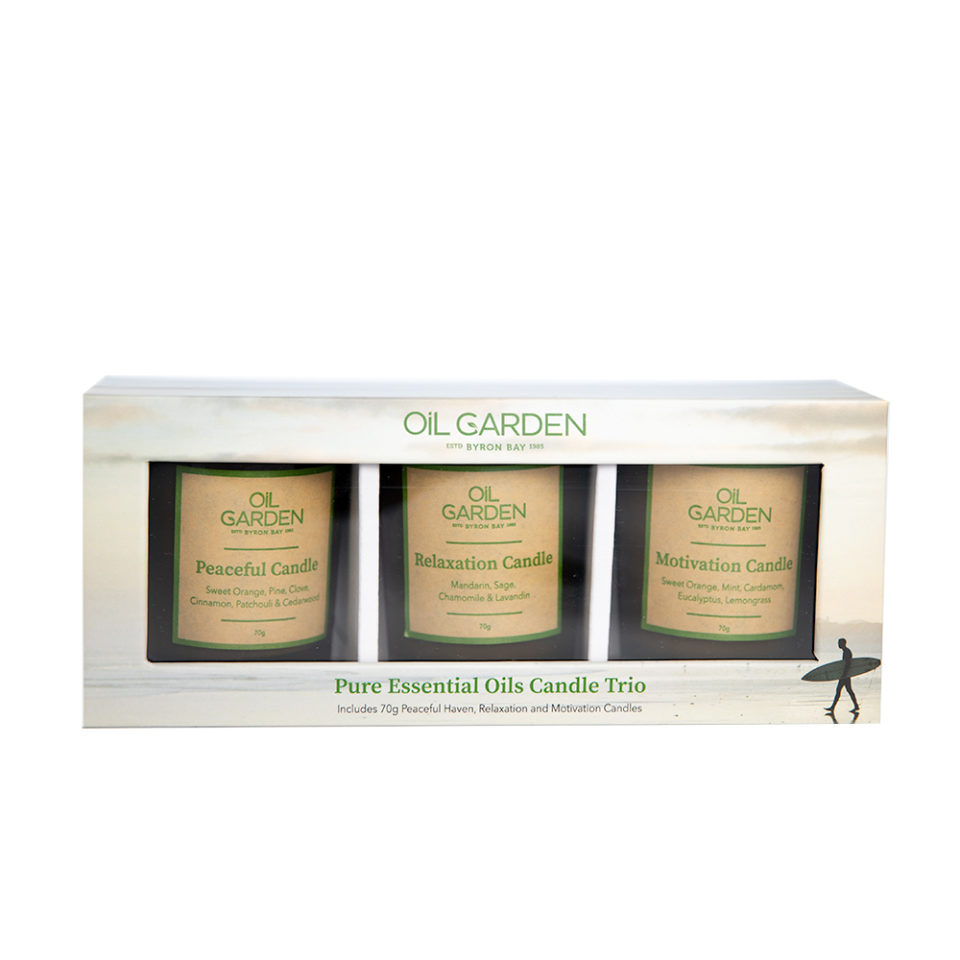 OiL GARDEN
ESTD BYRON BAY 1985
OiL
GARDEN
ESTD BYRON BAY 1985
Peaceful Candle
Sweet Orange, Pine, Clove,
Cinnamon, Patchouli & Cedarwood
70g
OiL
GARDEN
ESTD BYRON BAY 1985
Relaxation Candle
Mandarin, Sage,
Chamomile & Lavandin
70g
OiL
GARDEN
ESTD BYRON BAY 1985
Motivation Candle
Sweet Orange, Mint, Cardamom,
Eucalyptus, Lemongrass
70g
Pure Essential Oils Candle Trio
Includes 70g Peaceful Haven, Relaxation and Motivation Candles